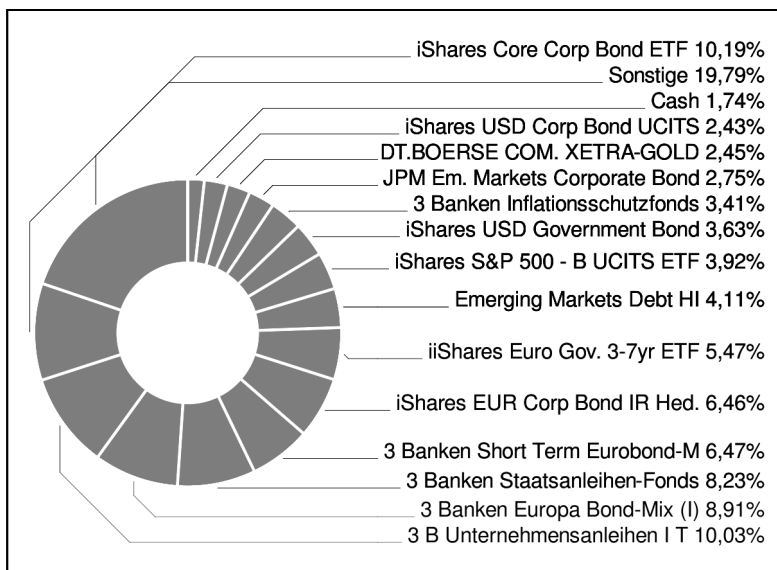 iShares Core Corp Bond ETF 10,19%
Sonstige 19,79%
Cash 1,74%
iShares USD Corp Bond UCITS 2,43%
DT.BOERSE COM. XETRA-GOLD 2,45%
JPM Em. Markets Corporate Bond 2,75%
3 Banken Inflationsschutzfonds 3,41%
iShares USD Government Bond 3,63%
iShares S&P 500 - B UCITS ETF 3,92%
Emerging Markets Debt HI 4,11%
iiShares Euro Gov. 3-7yr ETF 5,47%
iShares EUR Corp Bond IR Hed. 6,46%
3 Banken Short Term Eurobond-M 6,47%
3 Banken Staatsanleihen-Fonds 8,23%
3 Banken Europa Bond-Mix (I) 8,91%
3 B Unternehmensanleihen I T 10,03%